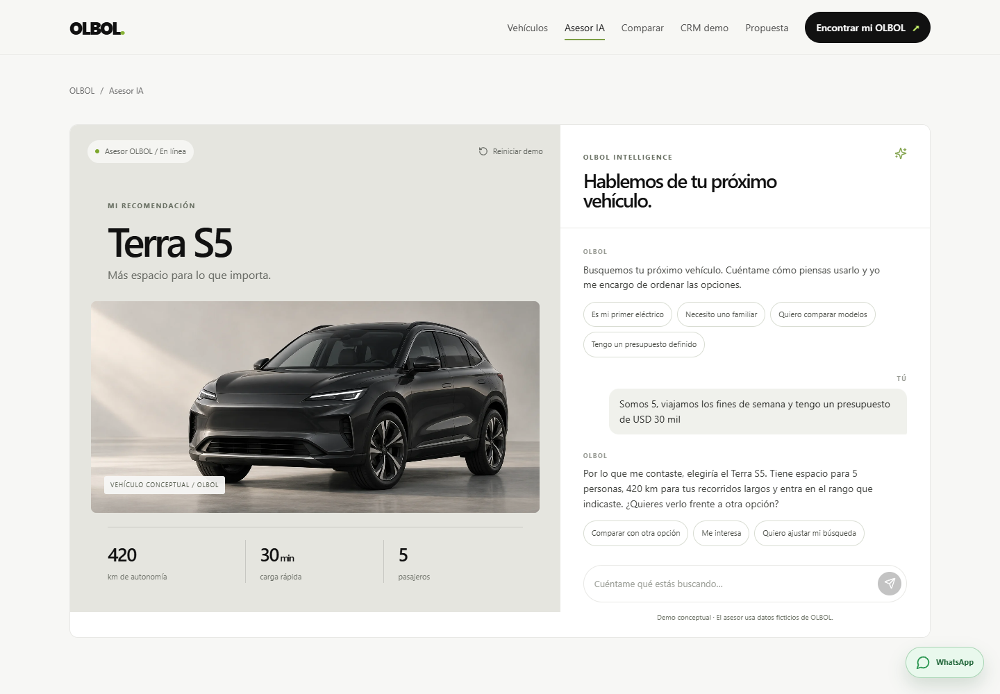 OLBOL.
Vehículos
Asesor IA
Comparar
CRM demo
Propuesta
Encontrar mi OLBOL ↗
OLBOL / Asesor IA
Asesor OLBOL / En línea
Reiniciar demo
MI RECOMENDACIÓN
Terra S5
Más espacio para lo que importa.
VEHÍCULO CONCEPTUAL / OLBOL
420
km de autonomía
30 min
carga rápida
5
pasajeros
OLBOL INTELLIGENCE
Hablemos de tu próximo
vehículo.
OLBOL
Busquemos tu próximo vehículo. Cuéntame cómo piensas usarlo y yo
me encargo de ordenar las opciones.
Es mi primer eléctrico
Necesito uno familiar
Quiero comparar modelos
Tengo un presupuesto definido
TÚ
Somos 5, viajamos los fines de semana y tengo un presupuesto
de USD 30 mil
OLBOL
Por lo que me contaste, elegiría el Terra S5. Tiene espacio para 5
personas, 420 km para tus recorridos largos y entra en el rango que
indicaste. ¿Quieres verlo frente a otra opción?
Comparar con otra opción
Me interesa
Quiero ajustar mi búsqueda
Cuéntame qué estás buscando...
Demo conceptual · El asesor usa datos ficticios de OLBOL.
WhatsApp